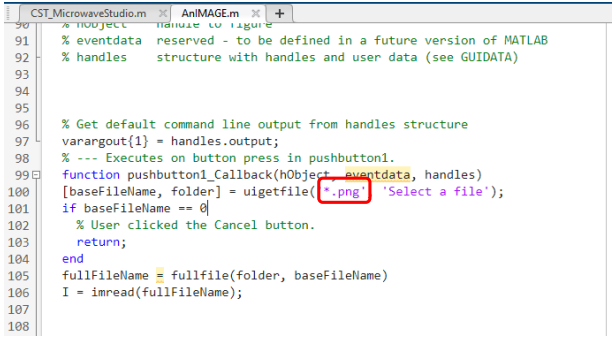 CST_MicrowaveStudio.m × AnIMAGE.m × +
90 % hObject handle to figure
91 % eventdata reserved - to be defined in a future version of MATLAB
92 % handles structure with handles and user data (see GUIDATA)
93
94
95
96 % Get default command line output from handles structure
97 varargout{1} = handles.output;
98 % --- Executes on button press in pushbutton1.
99 function pushbutton1_Callback(hObject, eventdata, handles)
100 [baseFileName, folder] = uigetfile('*.png', 'Select a file');
101 if baseFileName == 0
102 % User clicked the Cancel button.
103 return;
104 end
105 fullFileName = fullfile(folder, baseFileName)
106 I = imread(fullFileName);
107
108